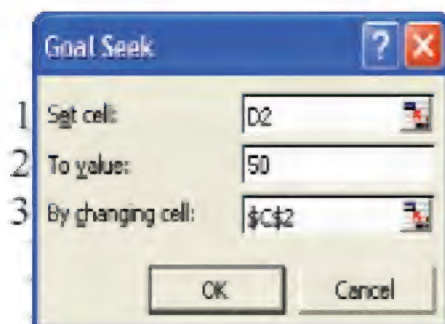 Goal Seek ?
1 Set cell: D2
2 To value: 50
3 By changing cell: $C$2
OK Cancel